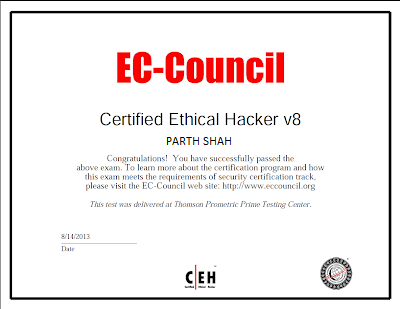 EC-Council
Certified Ethical Hacker v8
PARTH SHAH
Congratulations! You have successfully passed the
above exam. To learn more about the certification program and how
this exam meets the requirements of security certification track,
please visit the EC-Council web site: http://www.eccouncil.org
This test was delivered at Thomson Prometric Prime Testing Center.
8/14/2013
Date
C|EH
Certified Ethical Hacker